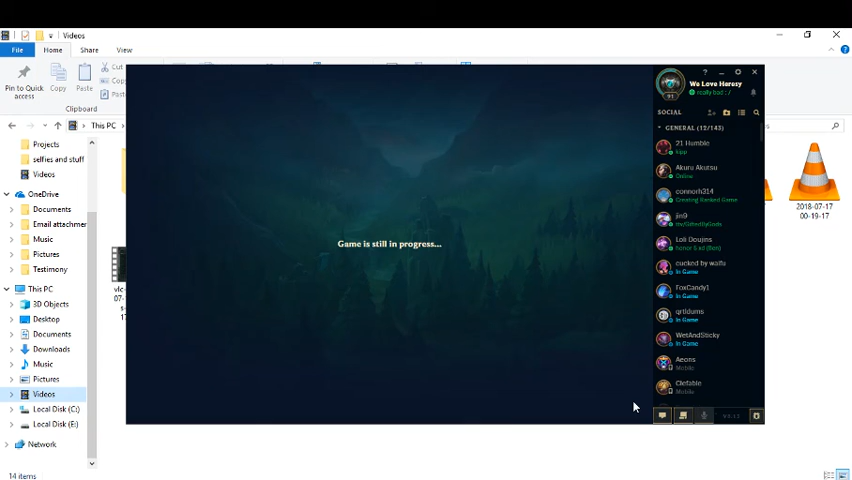 Videos
File
Home
Share
View
Pin to Quick
access
Copy
Paste
Cut
Copy
Clipboard
This PC
Projects
selfies and stuff
Videos
OneDrive
Documents
Email attachmen
Music
Pictures
Testimony
This PC
3D Objects
Desktop
Documents
Downloads
Music
Pictures
Videos
Local Disk (C:)
Local Disk (E:)
Network
14 items
Game is still in progress...
91
We Love Heresy
really bad :/
SOCIAL
GENERAL (12/143)
21 Humble
Akuru Akutsu
Online
connorh314
Creating Ranked Game
jin9
Loli Doujins
cucked by waifu
In Game
FoxCandy1
In Game
In Game
WetAndSticky
In Game
Aeons
Mobile
Clefable
Mobile
2018-07-17
00-19-17